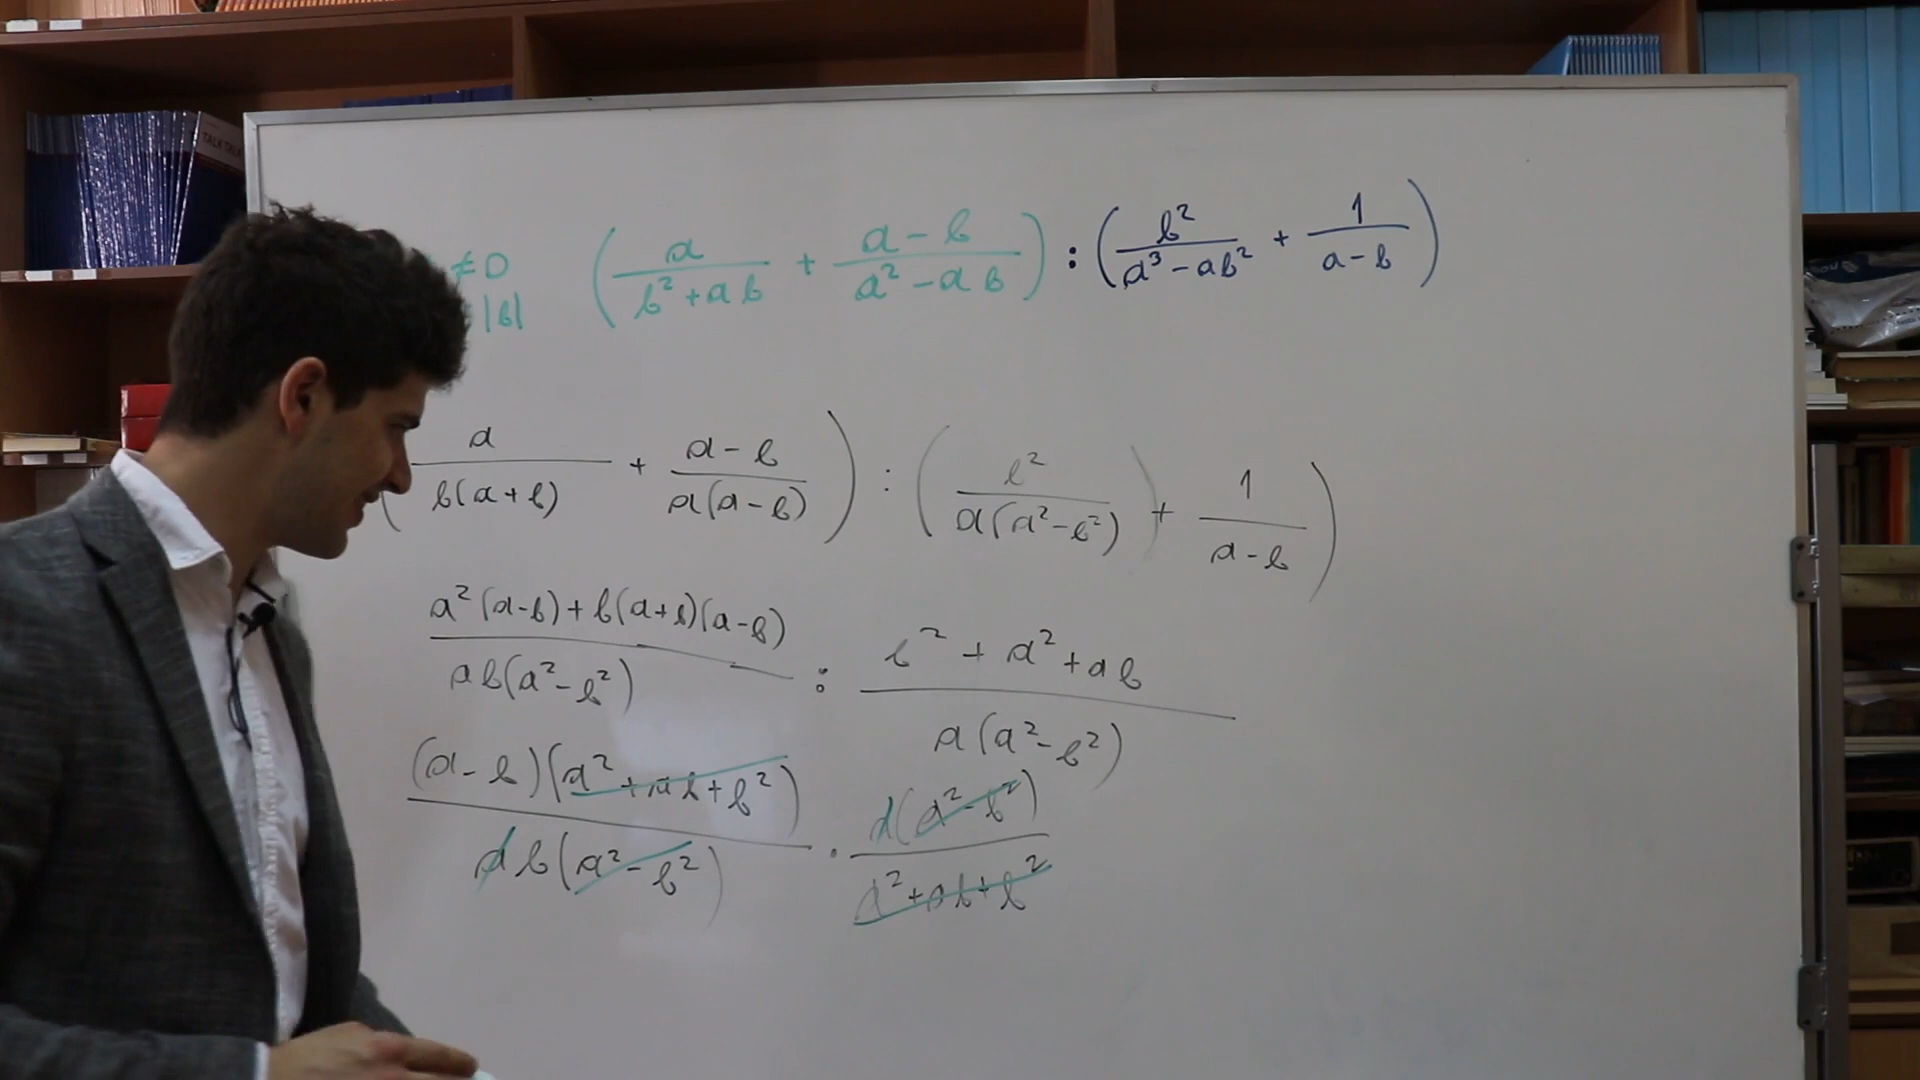 ≠ 0
|b|
(a/(b²+ab) + (a-b)/(a²-ab)) : (b²/(a³-ab²) + 1/(a-b))
(a/(b(a+b)) + (a-b)/(a(a-b))) : (b²/(a(a²-b²)) + 1/(a-b))
(a²(a-b)+b(a+b)(a-b))/(ab(a²-b²)) : (b²+a²+ab)/(a(a²-b²))
((a-b)(a²+ab+b²))/(ab(a²-b²)) · (a(a²-b²))/(a²+ab+b²)